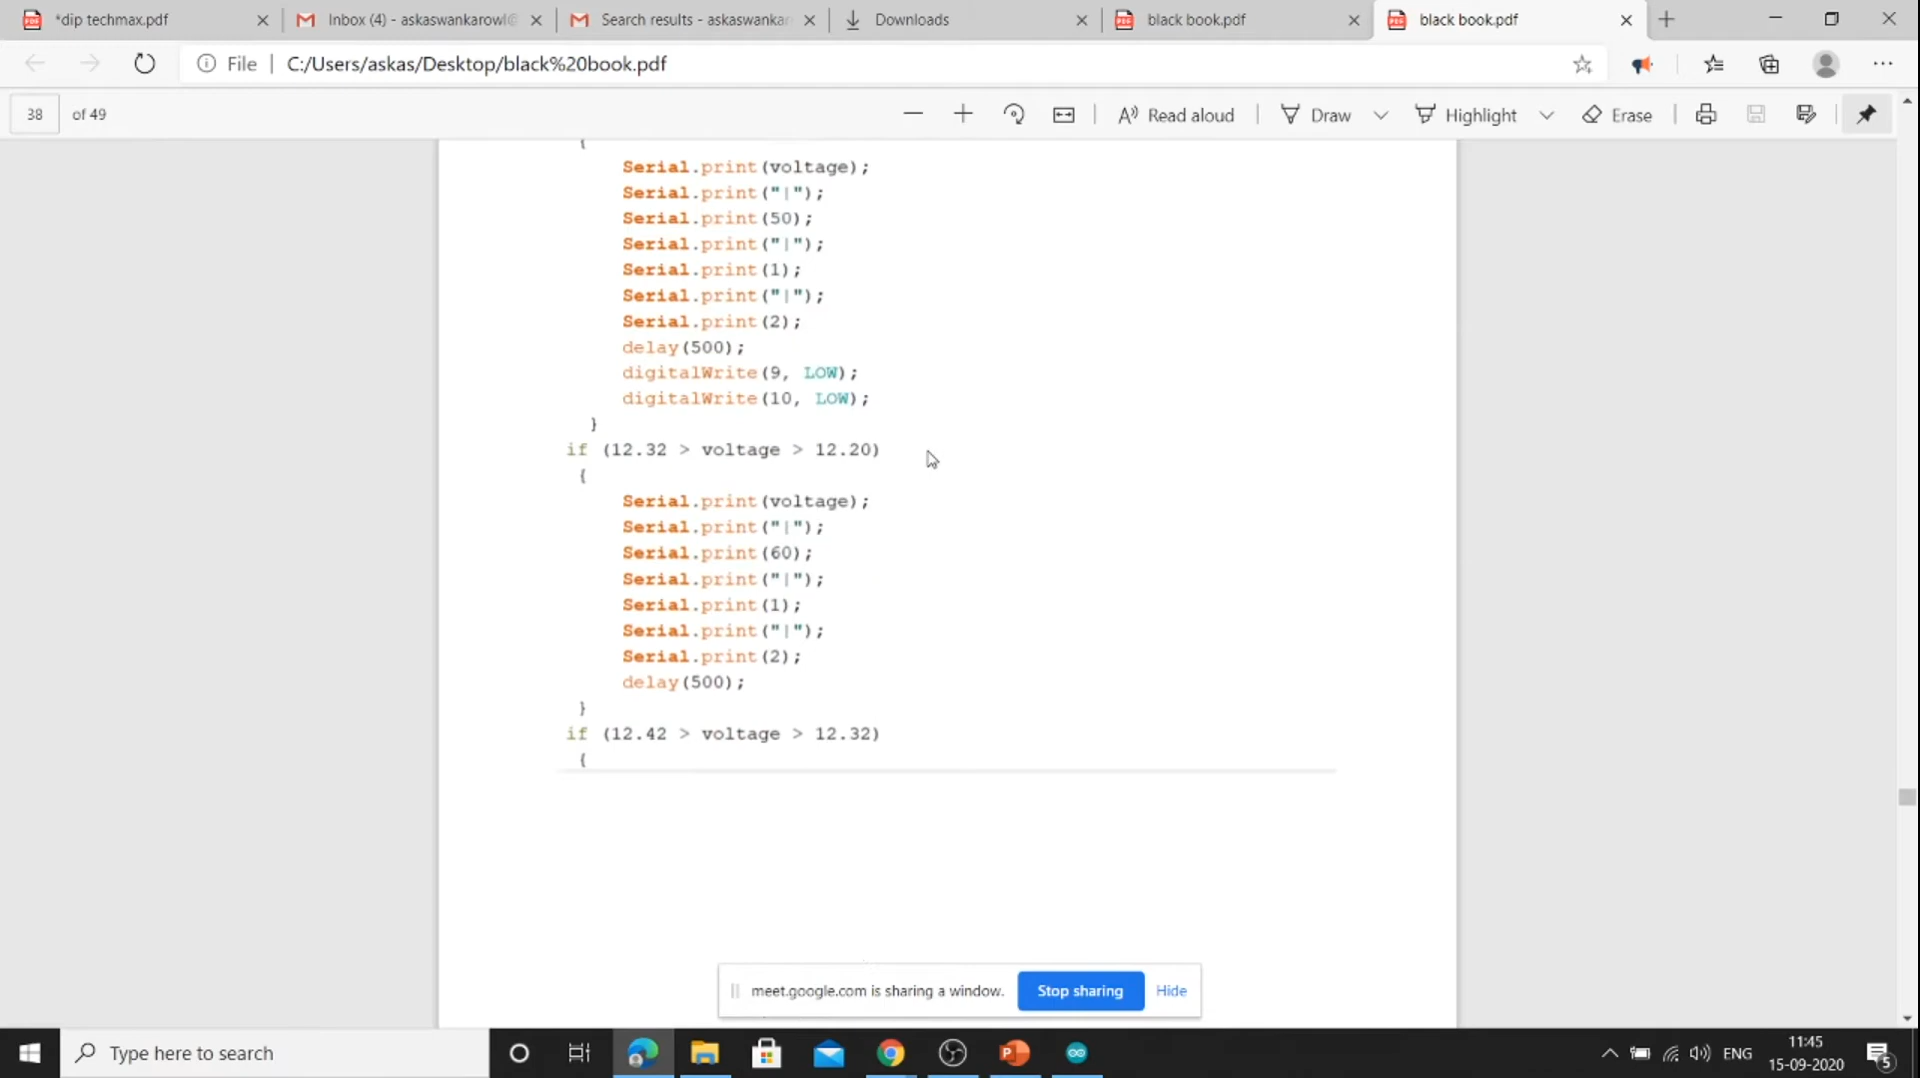 *dip techmax.pdf
Inbox (4) - askaswankarowl@
Search results - askaswankar
Downloads
black book.pdf
black book.pdf
File | C:/Users/askas/Desktop/black%20book.pdf
38 of 49
Read aloud
Draw
Highlight
Erase
{
Serial.print(voltage);
Serial.print("|");
Serial.print(50);
Serial.print("|");
Serial.print(1);
Serial.print("|");
Serial.print(2);
delay(500);
digitalWrite(9, LOW);
digitalWrite(10, LOW);
}
if (12.32 > voltage > 12.20)
{
Serial.print(voltage);
Serial.print("|");
Serial.print(60);
Serial.print("|");
Serial.print(1);
Serial.print("|");
Serial.print(2);
delay(500);
}
if (12.42 > voltage > 12.32)
{
meet.google.com is sharing a window.
Stop sharing
Hide
Type here to search
ENG
11:45
15-09-2020
5